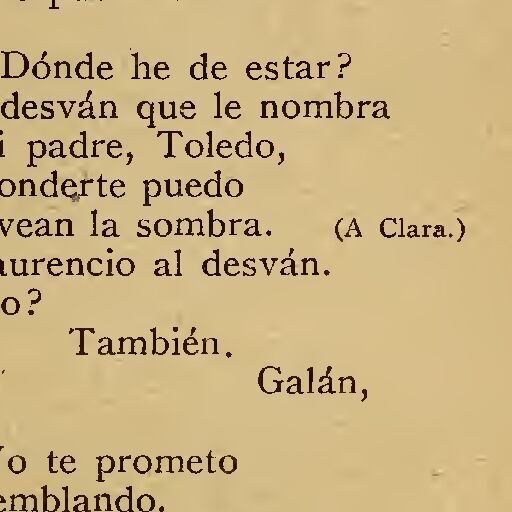 Dónde he de estar?
desván que le nombra
i padre, Toledo,
onderte puedo
vean la sombra. (A Clara.)
aurencio al desván.
o?
También.
Galán,
Yo te prometo
emblando.